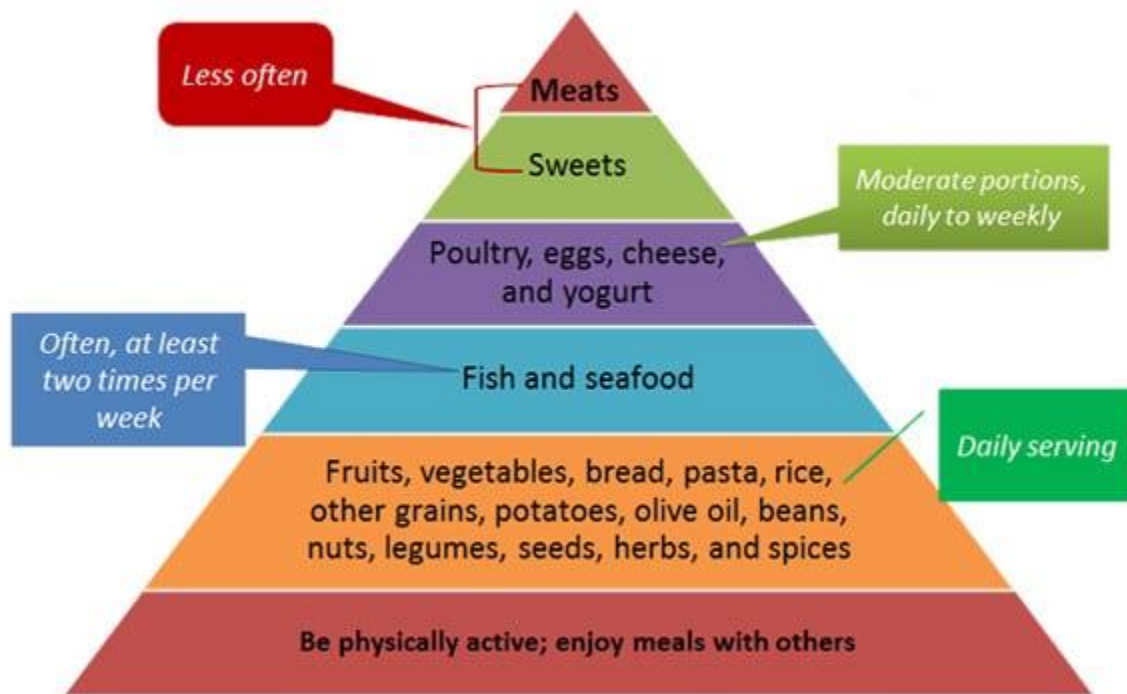 Less often
Meats
Sweets
Moderate portions,
daily to weekly
Poultry, eggs, cheese,
and yogurt
Often, at least
two times per
week
Fish and seafood
Daily serving
Fruits, vegetables, bread, pasta, rice,
other grains, potatoes, olive oil, beans,
nuts, legumes, seeds, herbs, and spices
Be physically active; enjoy meals with others